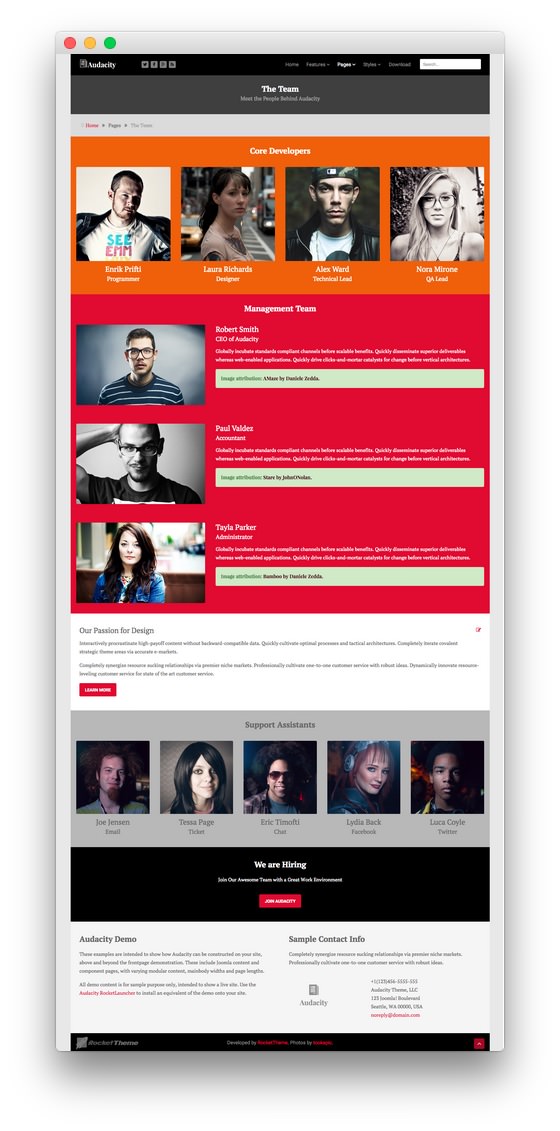 Audacity
Home Features Pages Styles Download Search...
The Team
Meet the People Behind Audacity
Home Pages The Team
Core Developers
Enrik Prifti Laura Richards Alex Ward Nora Mirone
Programmer Designer Technical Lead QA Lead
SEE
EMM
Management Team
Robert Smith
CEO of Audacity
Globally incubate standards compliant channels before scalable benefits. Quickly disseminate superior deliverables
whereas web-enabled applications. Quickly drive clicks-and-mortar catalysts for change before vertical architectures.
Image attribution: AMaze by Daniele Zedda.
Paul Valdez
Accountant
Globally incubate standards compliant channels before scalable benefits. Quickly disseminate superior deliverables
whereas web-enabled applications. Quickly drive clicks-and-mortar catalysts for change before vertical architectures.
Image attribution: Stare by JohnONolan.
Tayla Parker
Administrator
Globally incubate standards compliant channels before scalable benefits. Quickly disseminate superior deliverables
whereas web-enabled applications. Quickly drive clicks-and-mortar catalysts for change before vertical architectures.
Image attribution: Bamboo by Daniele Zedda.
Our Passion for Design
Interactively procrastinate high-payoff content without backward-compatible data. Quickly cultivate optimal processes and tactical architectures. Completely iterate covalent
strategic theme areas via accurate e-markets.
Completely synergize resource sucking relationships via premier niche markets. Professionally cultivate one-to-one customer service with robust ideas. Dynamically innovate resource-
leveling customer service for state of the art customer service.
LEARN MORE
Support Assistants
Joe Jensen Tessa Page Eric Timofti Lydia Back Luca Coyle
Email Ticket Chat Facebook Twitter
We are Hiring
Join Our Awesome Team with a Great Work Environment
JOIN AUDACITY
Audacity Demo
These examples are intended to show how Audacity can be constructed on your site,
above and beyond the frontpage demonstration. These include Joomla content and
component pages, with varying modular content, mainbody widths and page lengths.
All demo content is for sample purpose only, intended to show a live site. Use the
Audacity RocketLauncher to install an equivalent of the demo onto your site.
Sample Contact Info
Completely synergize resource sucking relationships via premier niche markets.
Professionally cultivate one-to-one customer service with robust ideas.
Audacity
+1(123)456-5555-555
Audacity Theme, LLC
123 Joomla! Boulevard
Seattle, WA 00000, USA
noreply@domain.com
RocketTheme
Developed by RocketTheme. Photos by